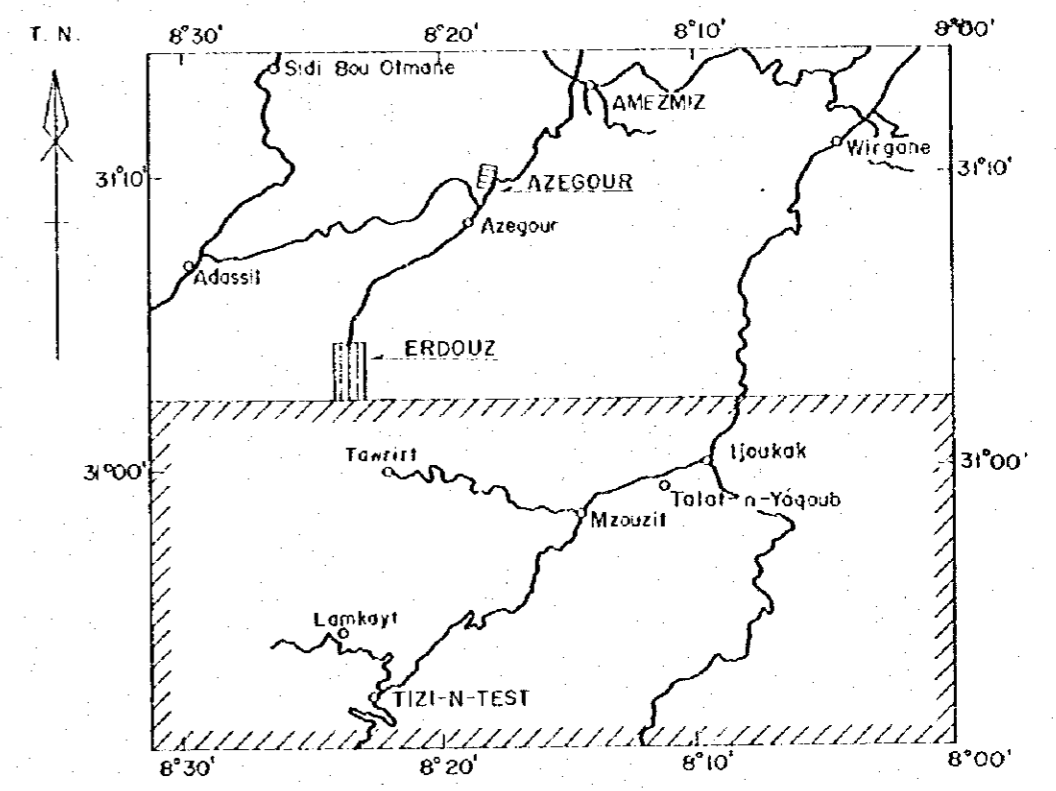 T. N.
8°30' 8°20' 8°10' 8°00'
Sidi Bou Otmane
AMEZMIZ
Wirgane
31°10' AZEGOUR 31°10'
Azegour
Adassil
ERDOUZ
Tawrirt Ijoukak
31°00' 31°00'
Talat-n-Yâqoub
Mzouzit
Lamkayt
TIZI-N-TEST
8°30' 8°20' 8°10' 8°00'